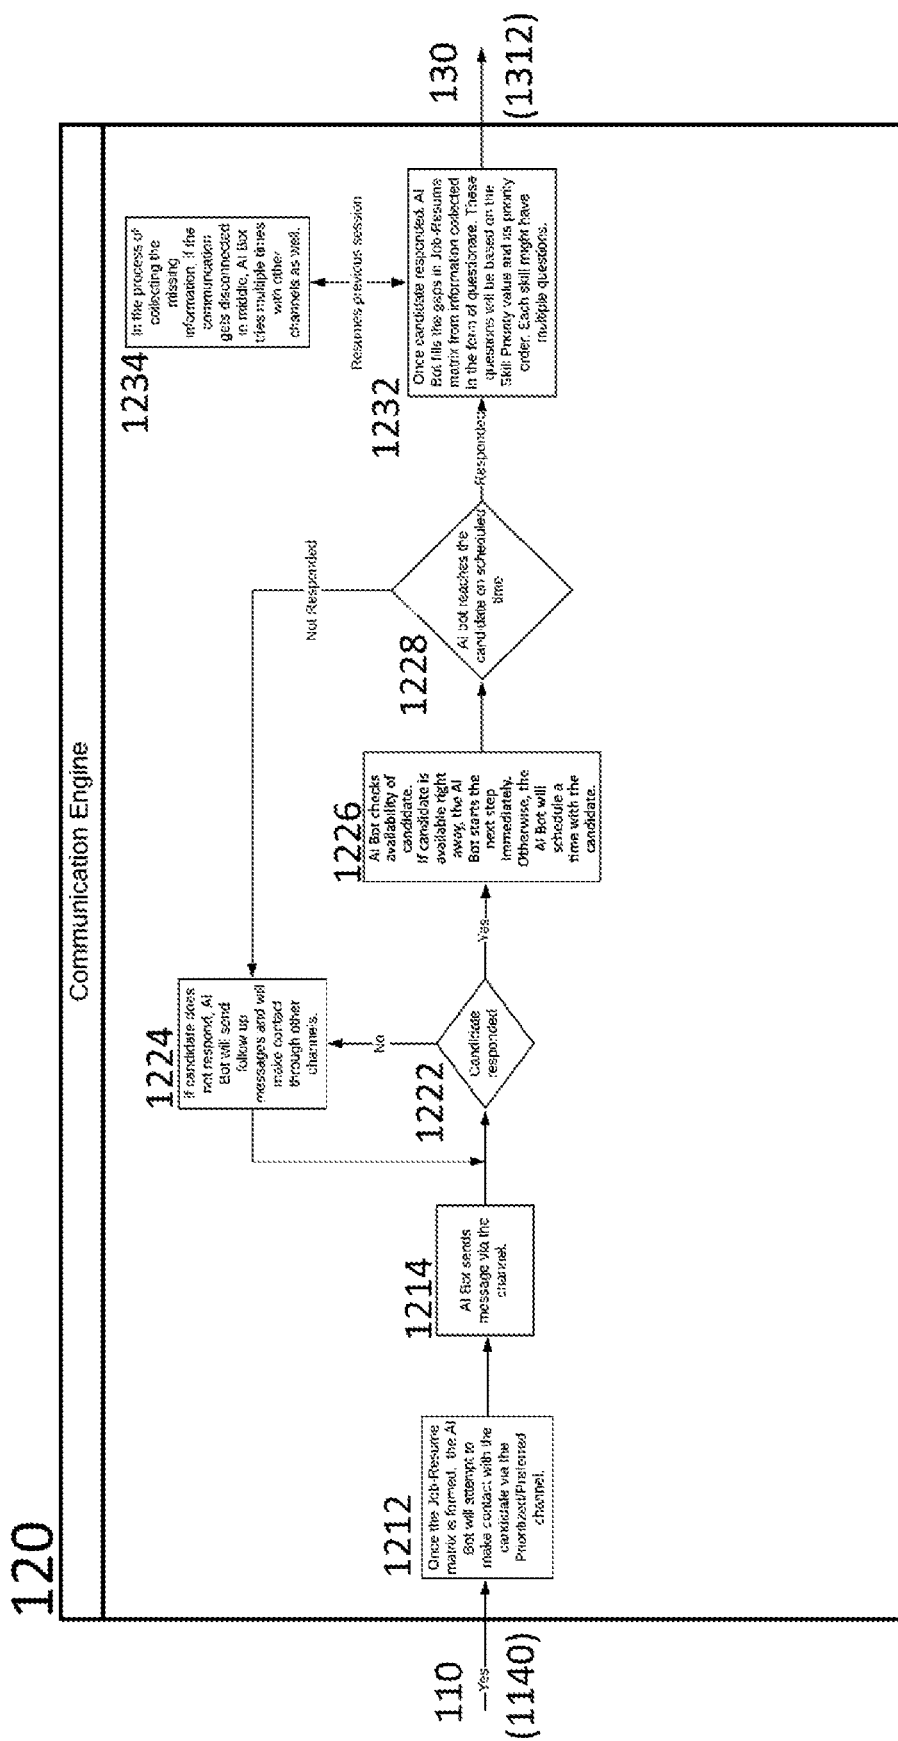 120
Communication Engine
110
Yes
(1140)
1212
Once the Job-Resume
matrix is formed, the AI
Bot will attempt to
make contact with the
candidate via the
Prioritized/Preferred
channel.
1214
AI Bot sends
message via the
channel.
1222
Candidate
responded
No
Yes
1224
If candidate does
not respond, AI
Bot will send
follow up
messages and will
make contact
through other
channels.
1226
AI Bot checks
availability of
candidate.
If candidate is
available right
away, the AI
Bot starts the
next step
immediately.
Otherwise, the
AI Bot will
schedule a
time with the
candidate.
1228
AI bot reaches the
candidate on scheduled
time
Not Responded
Responded
1232
Once candidate responded, AI
Bot fills the gaps in Job-Resume
matrix from information collected
in the form of questionare. These
questions will be based on the
Skill Priority value and its priority
order. Each skill might have
multiple questions.
Resumes previous session
1234
In the process of
collecting the
missing
information, if the
communication
gets disconnected
in middle, AI Bot
tries multiple times
with other
channels as well.
130
(1312)